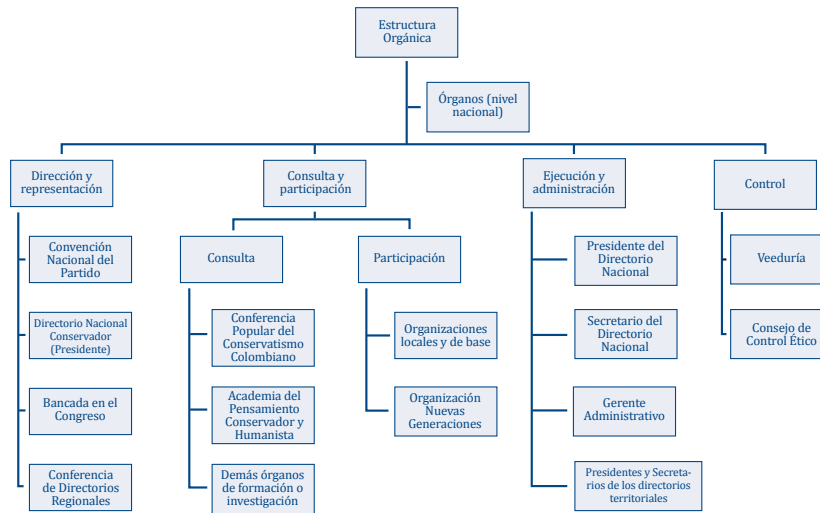 Estructura
Orgánica
Órganos (nivel
nacional)
Dirección y
representación
Consulta y
participación
Ejecución y
administración
Control
Convención
Nacional del
Partido
Directorio Nacional
Conservador
(Presidente)
Bancada en el
Congreso
Conferencia
de Directorios
Regionales
Consulta
Conferencia
Popular del
Conservatismo
Colombiano
Academia del
Pensamiento
Conservador y
Humanista
Demás órganos
de formación o
investigación
Participación
Organizaciones
locales y de base
Organización
Nuevas
Generaciones
Presidente del
Directorio
Nacional
Secretario del
Directorio
Nacional
Gerente
Administrativo
Presidentes y Secreta-
rios de los directorios
territoriales
Veeduría
Consejo de
Control Ético